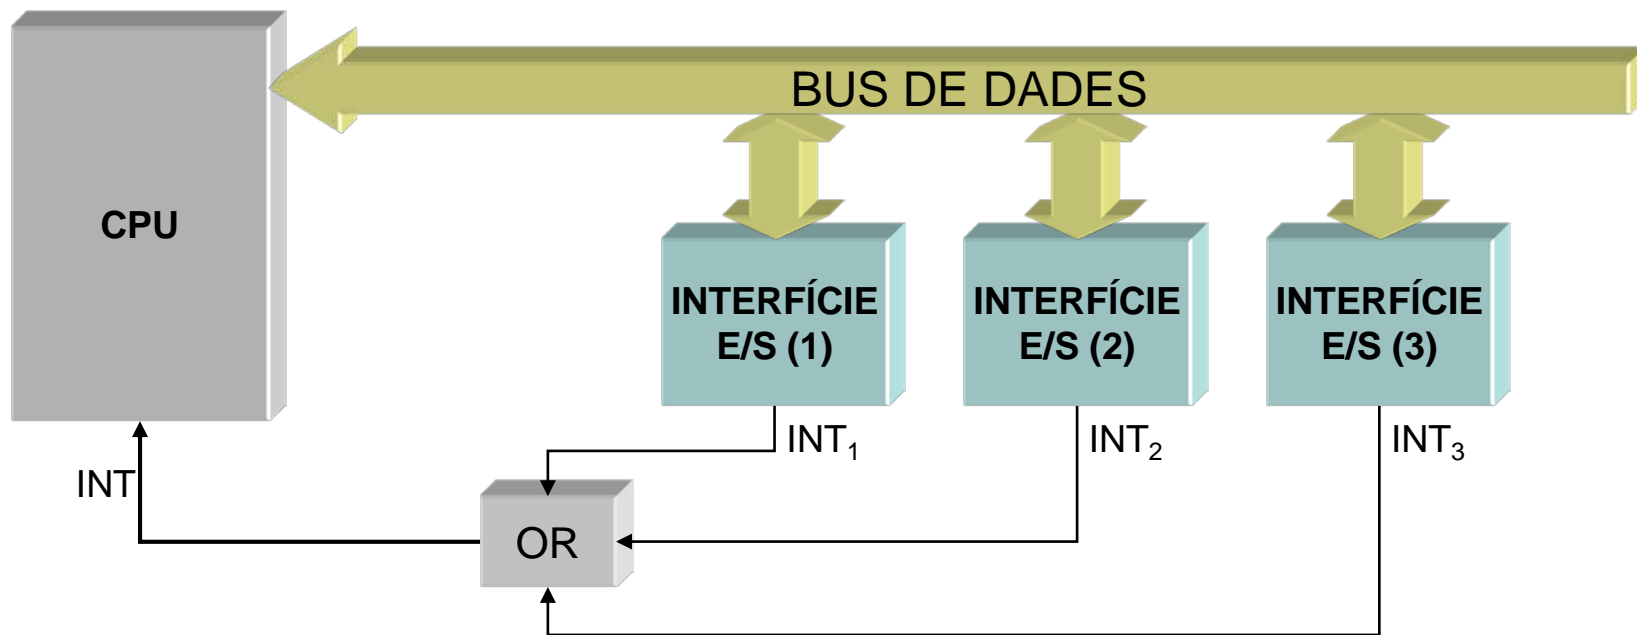 BUS DE DADES
CPU
INTERFÍCIE
E/S (1)
INTERFÍCIE
E/S (2)
INTERFÍCIE
E/S (3)
INT₁
INT₂
INT₃
INT
OR